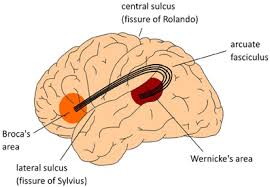 central sulcus
(fissure of Rolando)
arcuate
fasciculus
Broca's
area
Wernicke's area
lateral sulcus
(fissure of Sylvius)